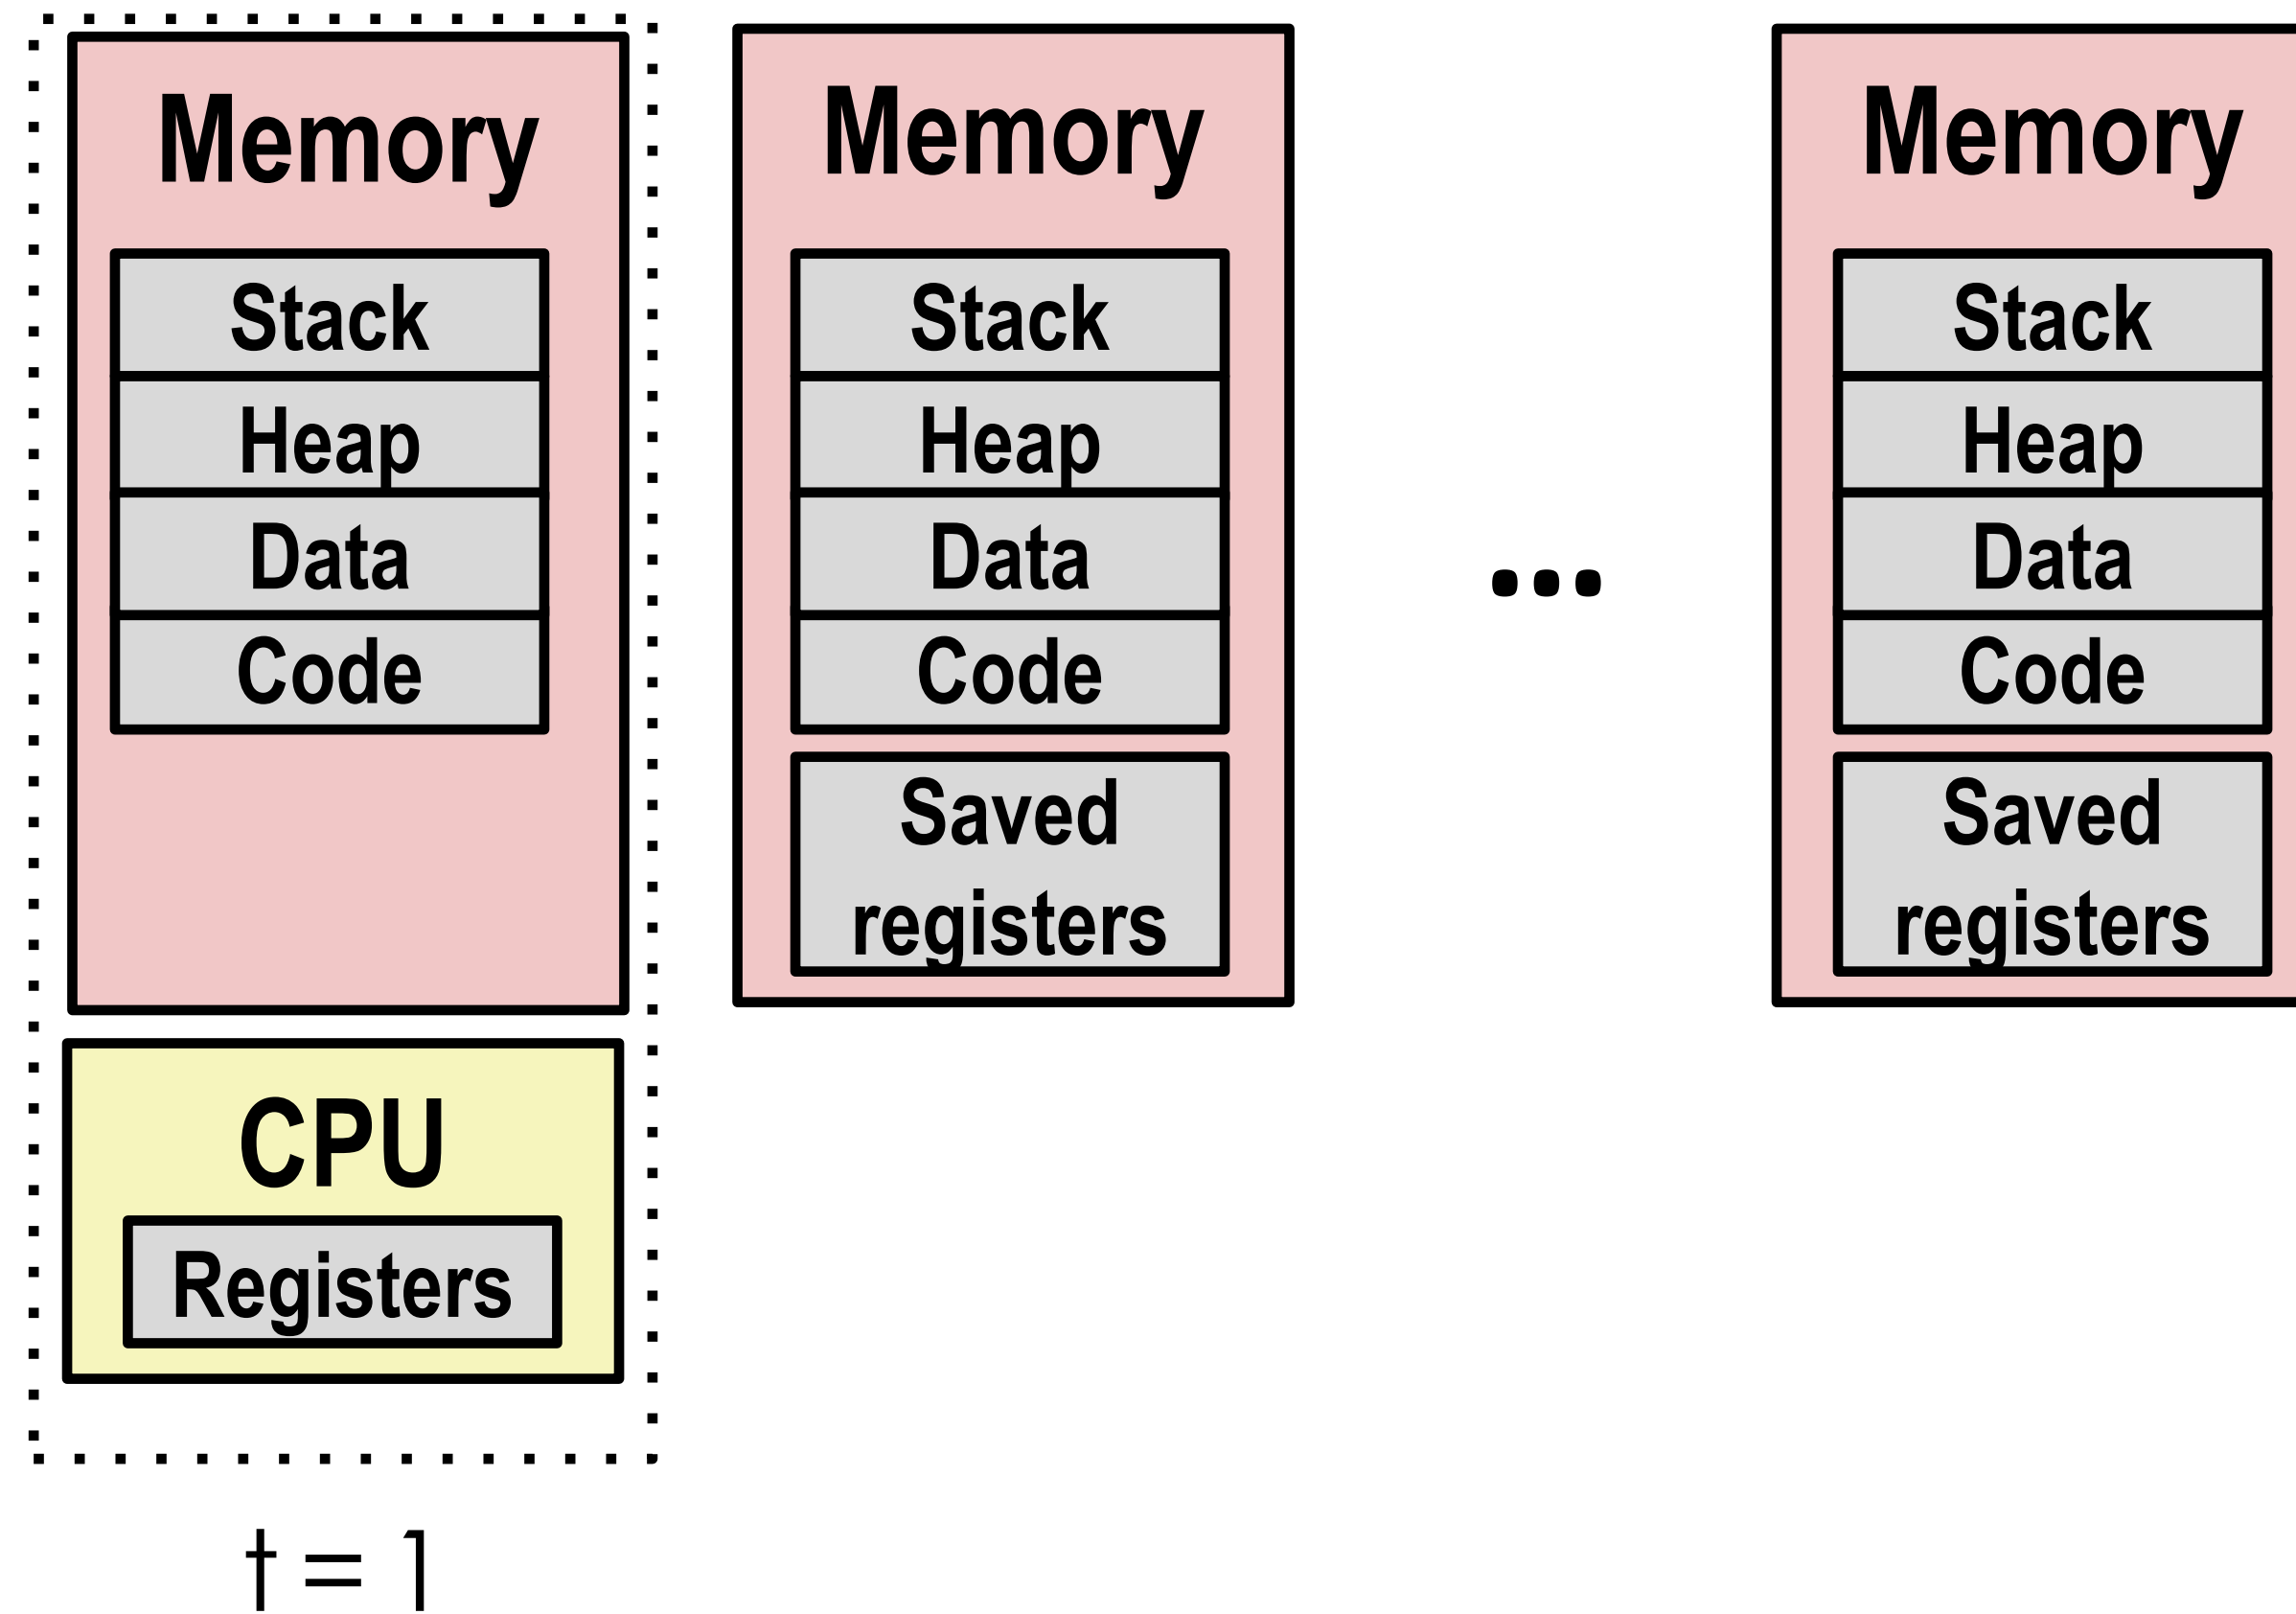 Memory
Stack
Heap
Data
Code
CPU
Registers
t = 1
Memory
Stack
Heap
Data
Code
Saved
registers
...
Memory
Stack
Heap
Data
Code
Saved
registers